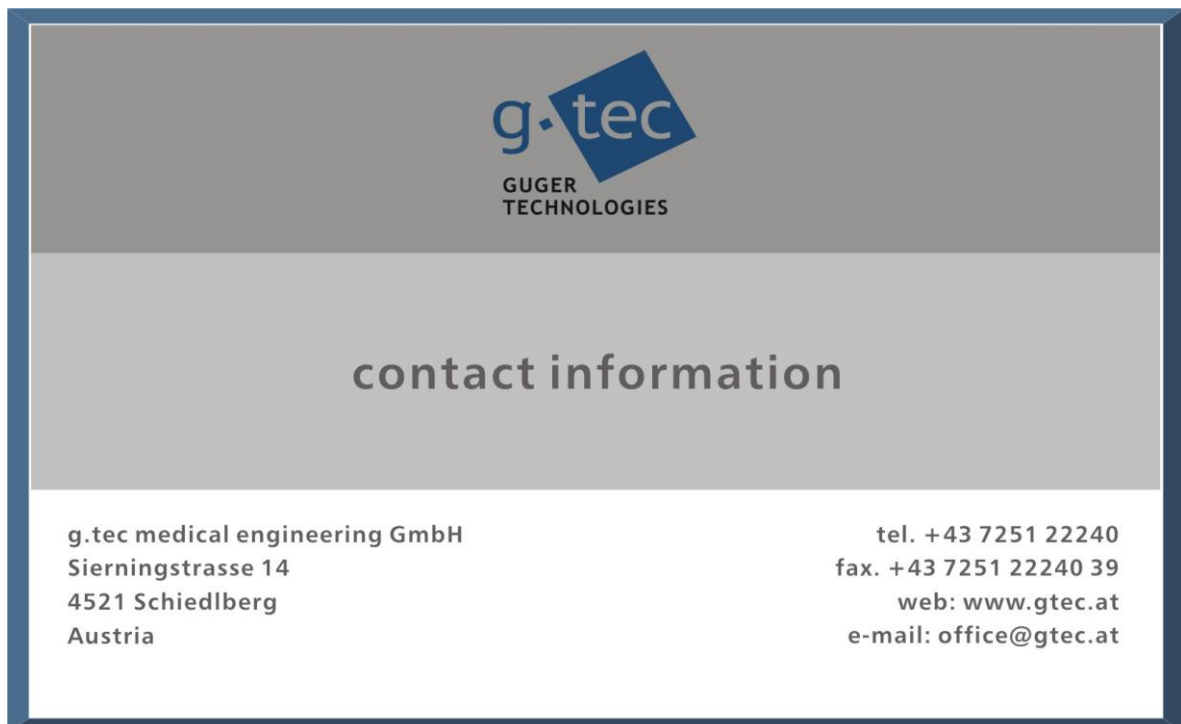 g.tec
GUGER
TECHNOLOGIES
contact information
g.tec medical engineering GmbH
Sierningstrasse 14
4521 Schiedlberg
Austria
tel. +43 7251 22240
fax. +43 7251 22240 39
web: www.gtec.at
e-mail: office@gtec.at